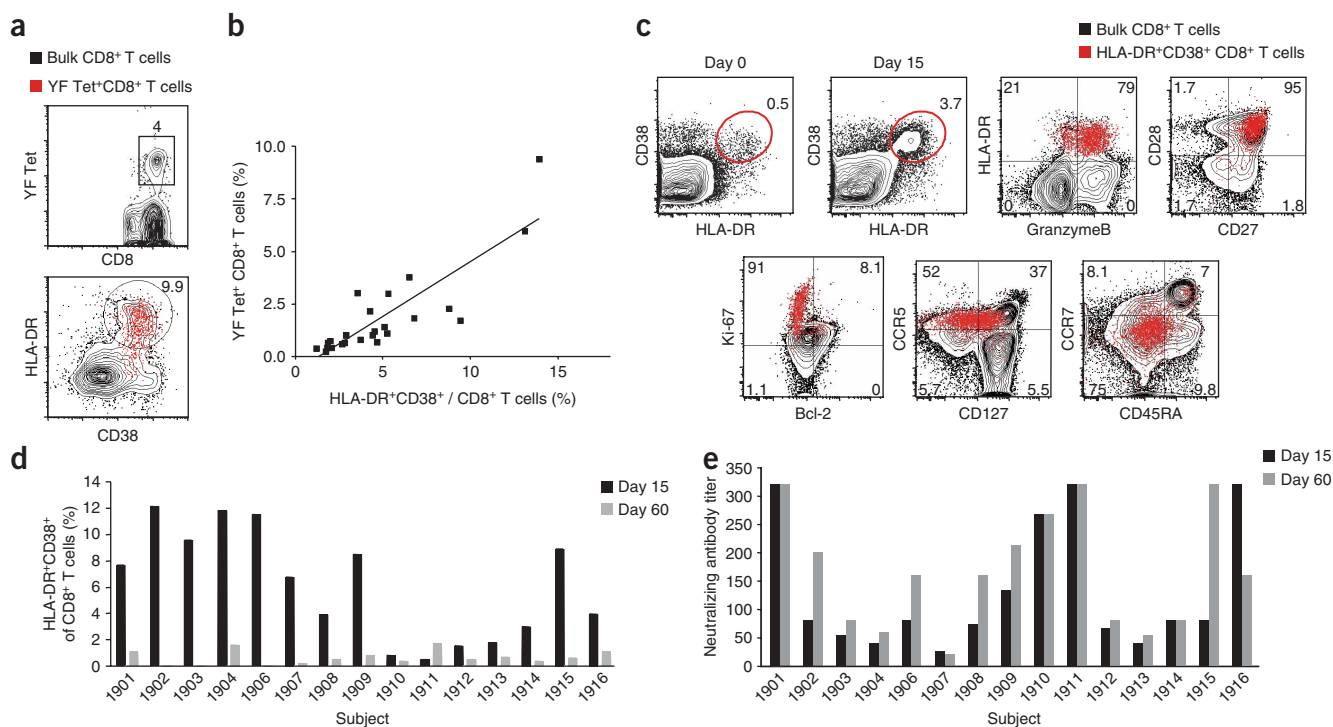 a
Bulk CD8+ T cells
YF Tet+CD8+ T cells
4
YF Tet
CD8
9.9
HLA-DR
CD38
b
10.0
7.5
5.0
2.5
0.0
YF Tet+ CD8+ T cells (%)
0 5 10 15
HLA-DR+CD38+ / CD8+ T cells (%)
c
Bulk CD8+ T cells
HLA-DR+CD38+ CD8+ T cells
Day 0
0.5
CD38
HLA-DR
Day 15
3.7
CD38
HLA-DR
21 79
0 0
HLA-DR
GranzymeB
1.7 95
1.7 1.8
CD28
CD27
91 8.1
1.1 0
Ki-67
Bcl-2
52 37
5.7 5.5
CCR5
CD127
8.1 7
75 9.8
CCR7
CD45RA
d
Day 15
Day 60
HLA-DR+CD38+
of CD8+ T cells (%)
14
12
10
8
6
4
2
0
1901 1902 1903 1904 1906 1907 1908 1909 1910 1911 1912 1913 1914 1915 1916
Subject
e
Day 15
Day 60
Neutralizing antibody titer
350
300
250
200
150
100
50
0
1901 1902 1903 1904 1906 1907 1908 1909 1910 1911 1912 1913 1914 1915 1916
Subject